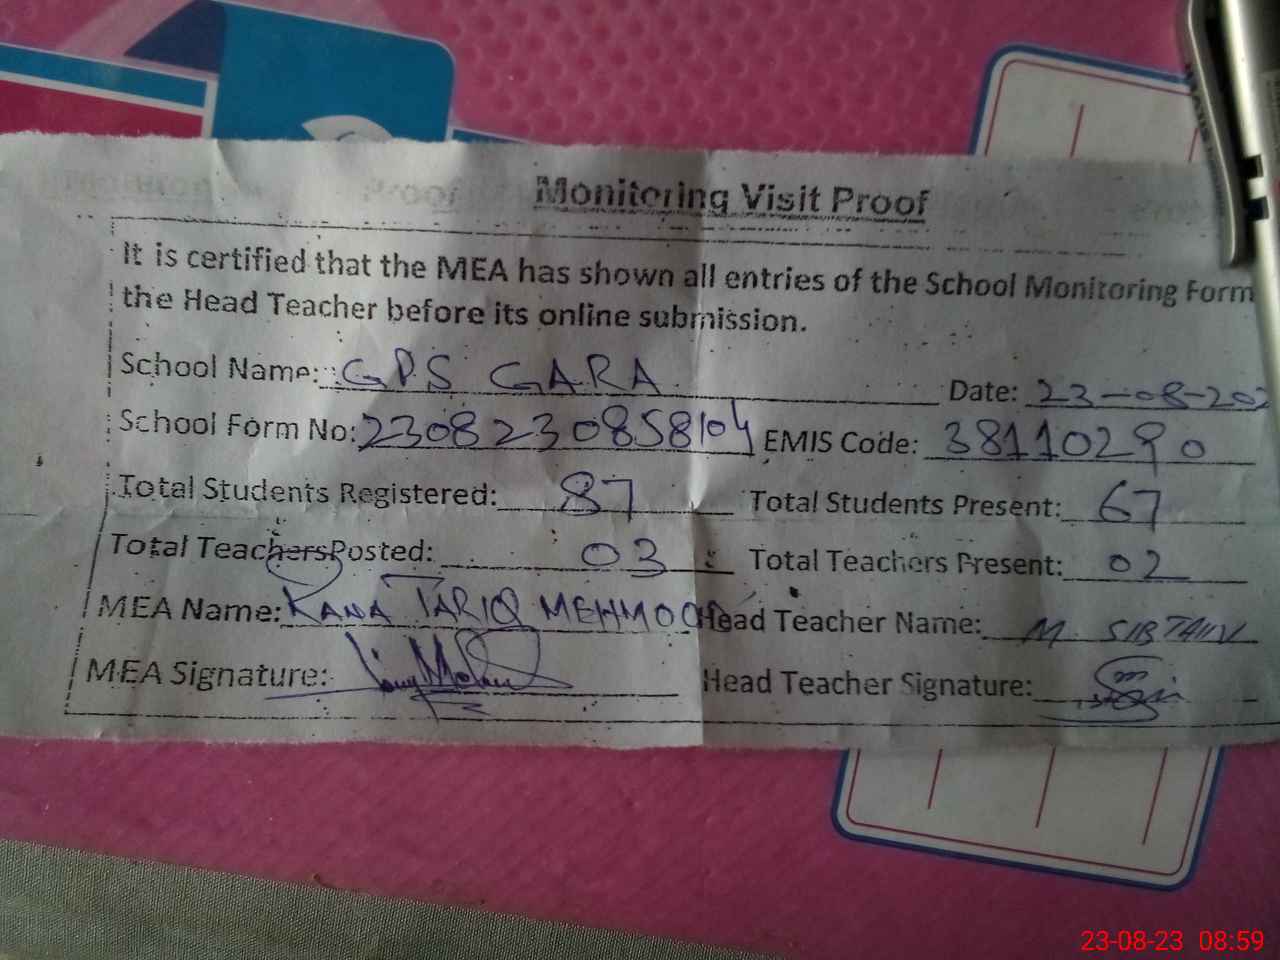 Monitoring Visit Proof
It is certified that the MEA has shown all entries of the School Monitoring Form
the Head Teacher before its online submission.
School Name: GPS GARA Date: 23-08-202
School Form No: 2308230858104 EMIS Code: 38110290
Total Students Registered: 87 Total Students Present: 67
Total Teachers Posted: 03 Total Teachers Present: 02
MEA Name: RANA TARIQ MEHMOOD Head Teacher Name: M. SIBTAIN
MEA Signature: Head Teacher Signature:
23-08-23 08:59